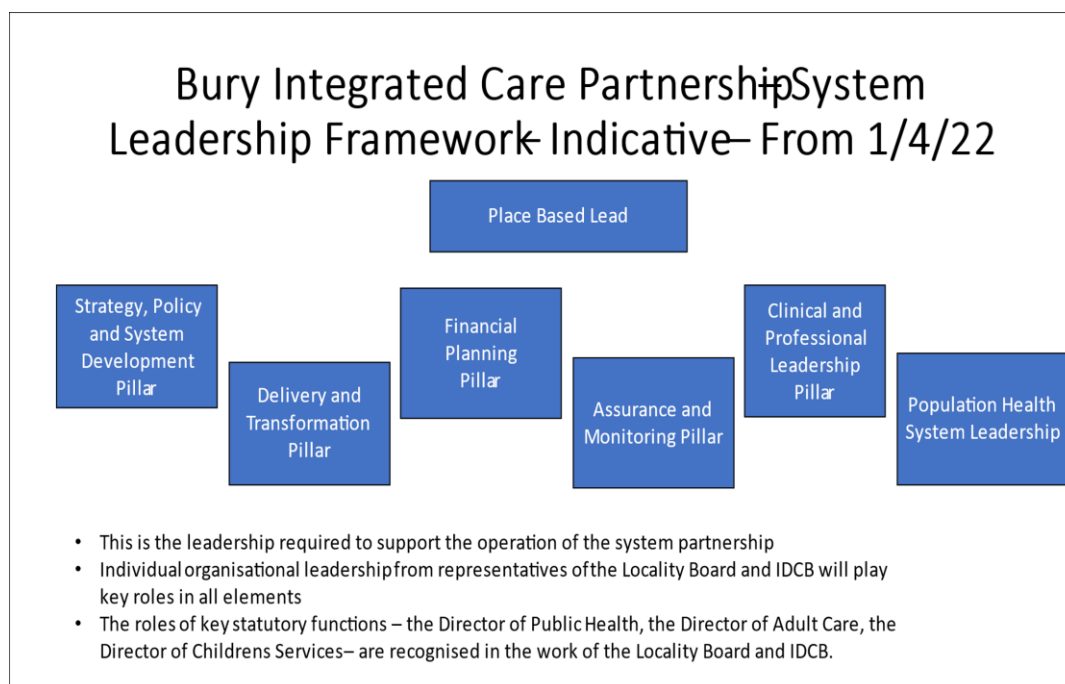 Bury Integrated Care Partnership – System
Leadership Framework – Indicative – From 1/4/22
Place Based Lead
Strategy, Policy
and System
Development
Pillar
Delivery and
Transformation
Pillar
Financial
Planning
Pillar
Assurance and
Monitoring Pillar
Clinical and
Professional
Leadership
Pillar
Population Health
System Leadership
• This is the leadership required to support the operation of the system partnership
• Individual organisational leadership from representatives of the Locality Board and IDCB will play
key roles in all elements
• The roles of key statutory functions – the Director of Public Health, the Director of Adult Care, the
Director of Childrens Services – are recognised in the work of the Locality Board and IDCB.